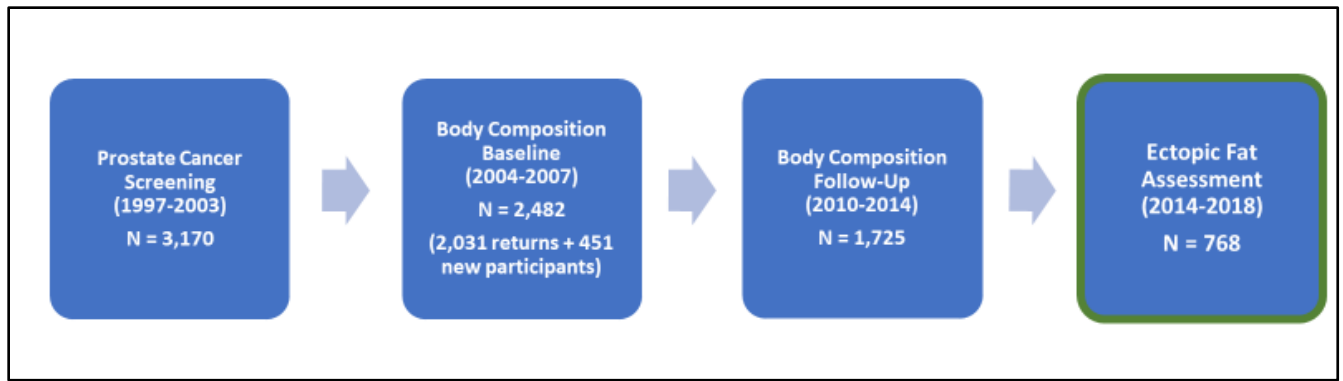 Prostate Cancer
Screening
(1997-2003)
N = 3,170
Body Composition
Baseline
(2004-2007)
N = 2,482
(2,031 returns + 451
new participants)
Body Composition
Follow-Up
(2010-2014)
N = 1,725
Ectopic Fat
Assessment
(2014-2018)
N = 768